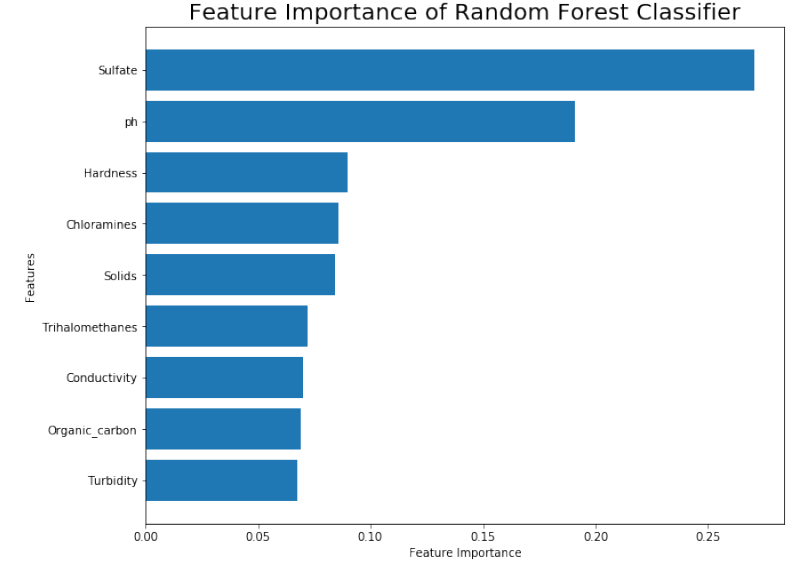 Feature Importance of Random Forest Classifier
Sulfate
ph
Hardness
Chloramines
Solids
Trihalomethanes
Conductivity
Organic_carbon
Turbidity
Features
0.00 0.05 0.10 0.15 0.20 0.25
Feature Importance